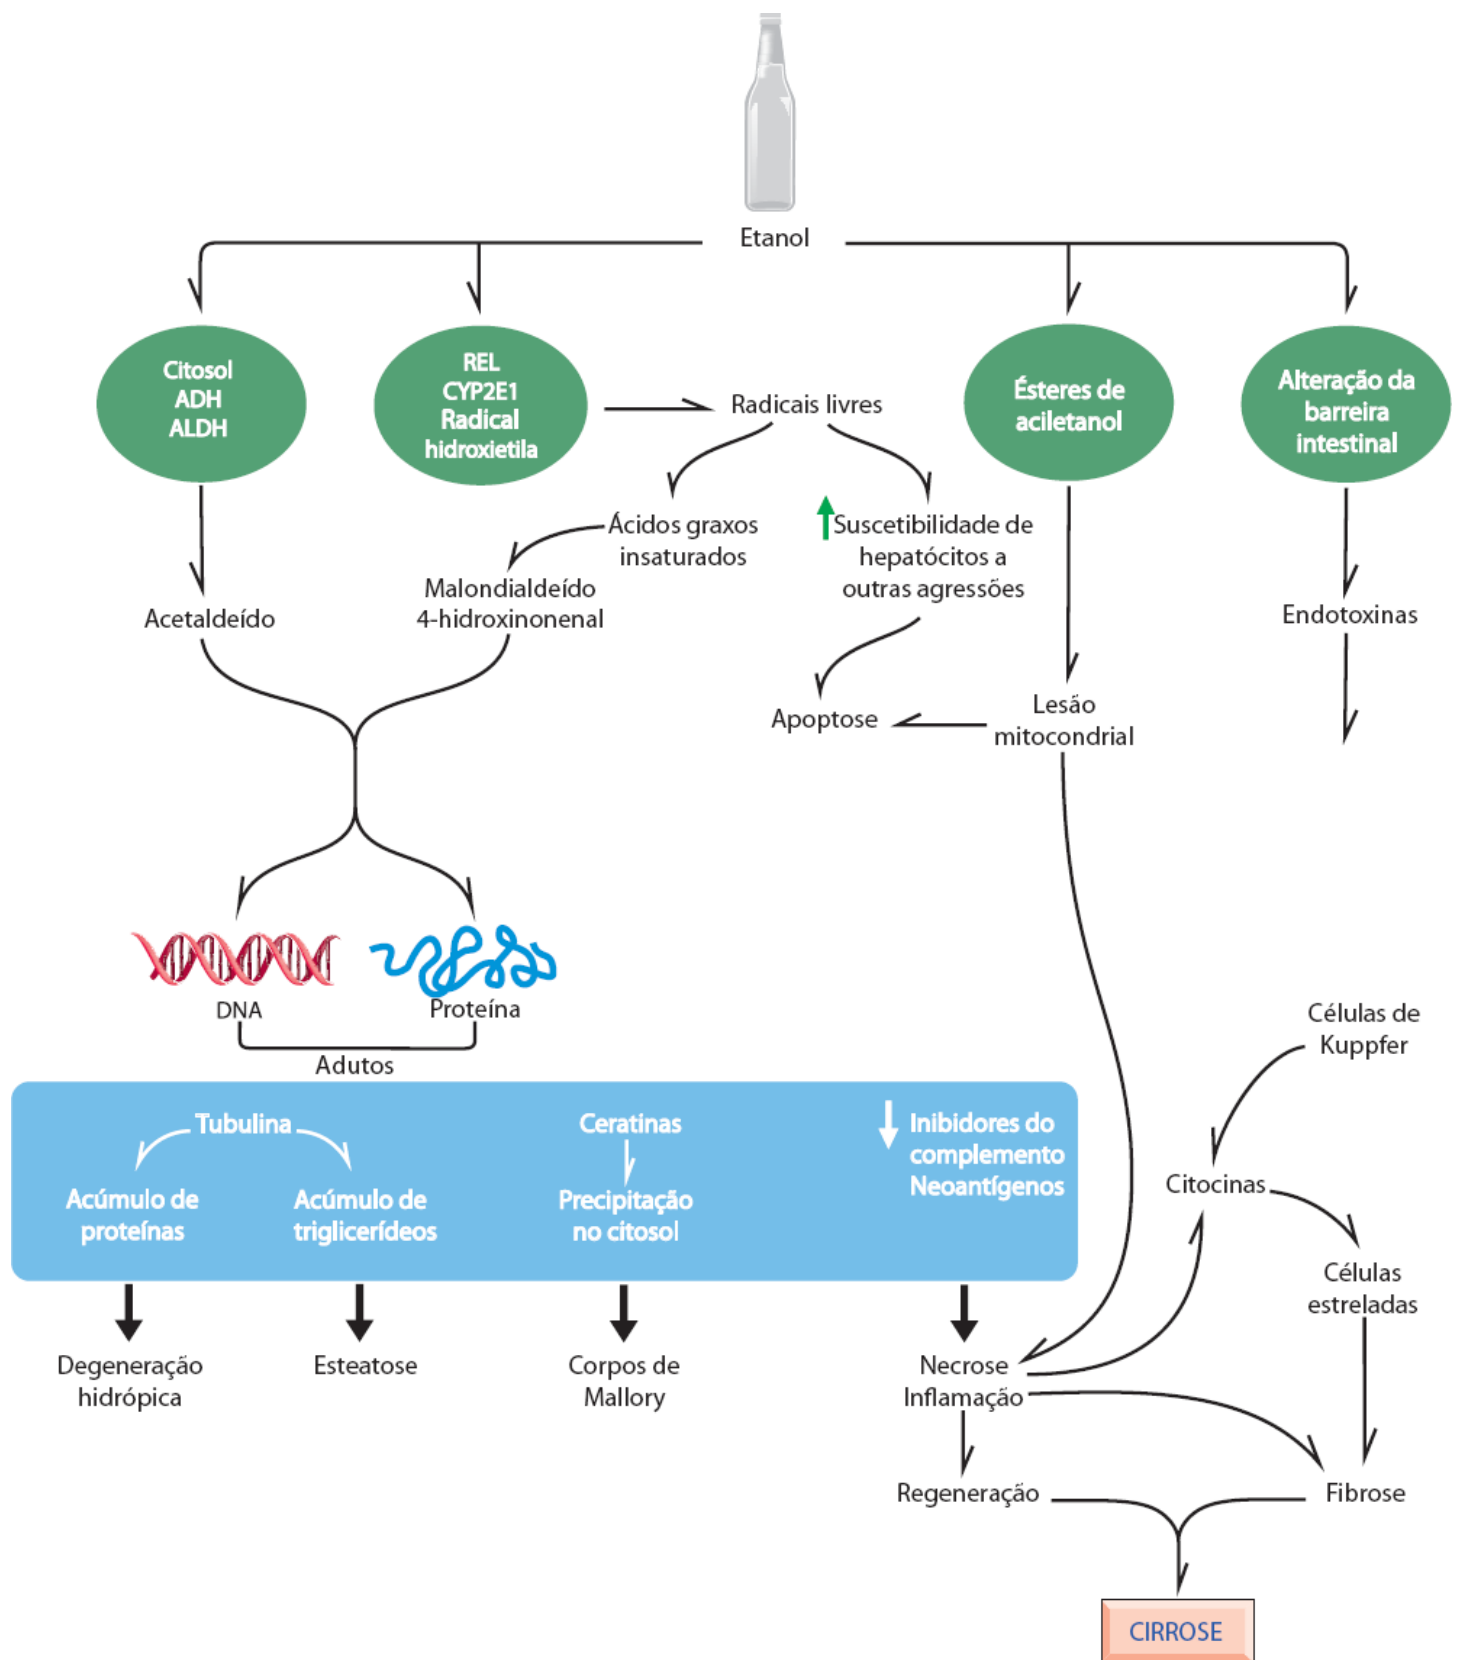 Etanol
Citosol
ADH
ALDH
REL
CYP2E1
Radical
hidroxietila
Radicais livres
Ésteres de
aciletanol
Alteração da
barreira
intestinal
Ácidos graxos
insaturados
Suscetibilidade de
hepatócitos a
outras agressões
Malondialdeído
4-hidroxinonenal
Acetaldeído
Endotoxinas
Apoptose
Lesão
mitocondrial
DNA
Proteína
Adutos
Células de
Kuppfer
Tubulina
Acúmulo de
proteínas
Acúmulo de
triglicerídeos
Ceratinas
Precipitação
no citosol
Inibidores do
complemento
Neoantígenos
Citocinas
Células
estreladas
Degeneração
hidrópica
Esteatose
Corpos de
Mallory
Necrose
Inflamação
Regeneração
Fibrose
CIRROSE